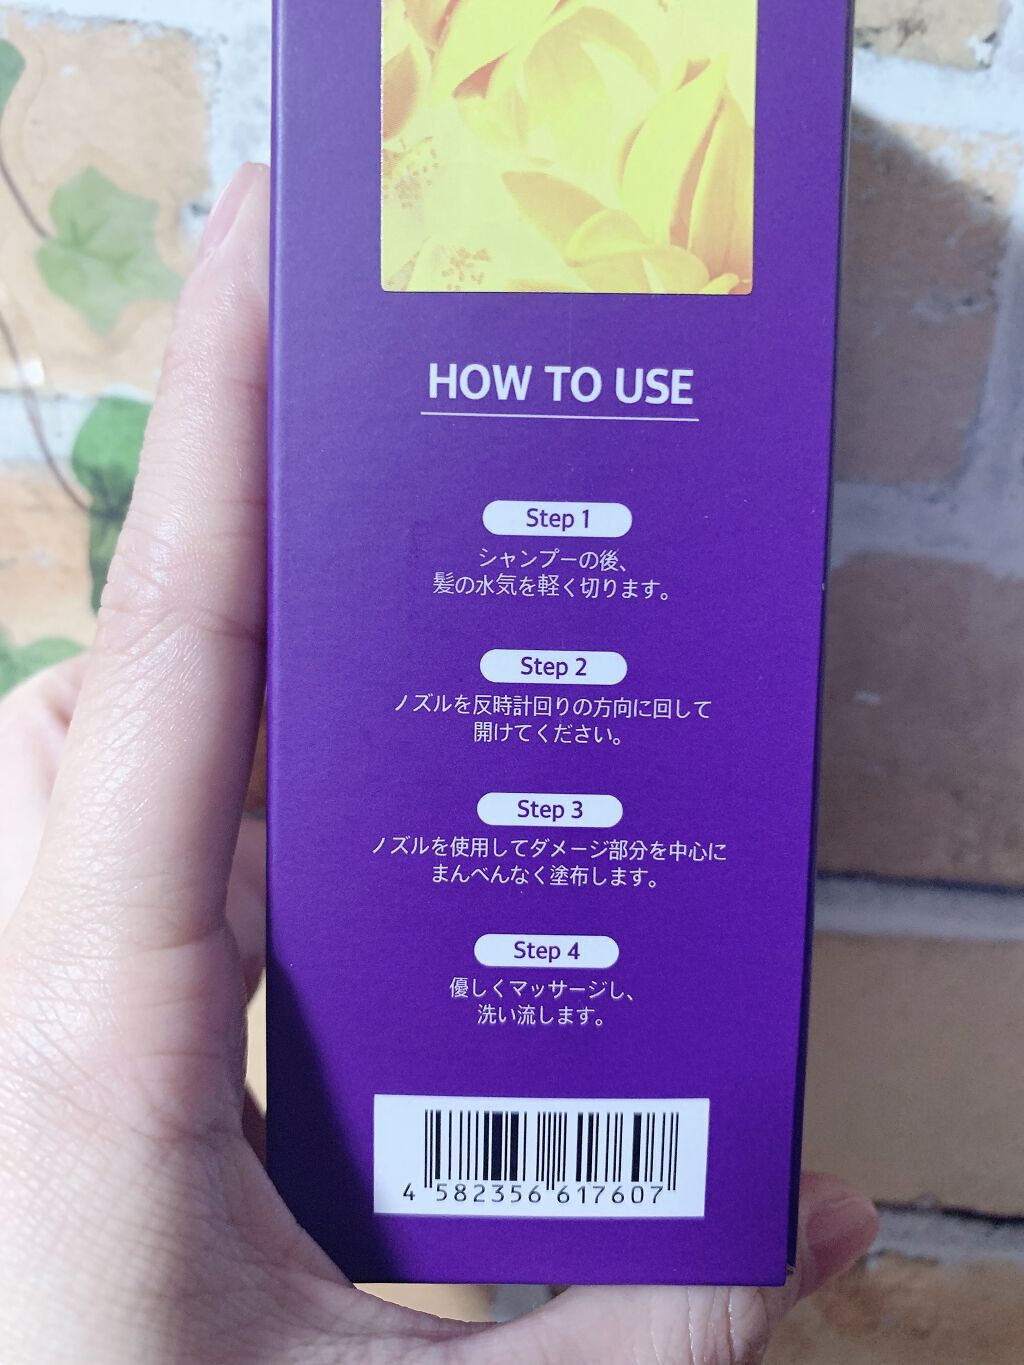 HOW TO USE
Step 1
シャンプーの後、
髪の水気を軽く切ります。
Step 2
ノズルを反時計回りの方向に回して
開けてください。
Step 3
ノズルを使用してダメージ部分を中心に
まんべんなく塗布します。
Step 4
優しくマッサージし、
洗い流します。
4 582356 617607